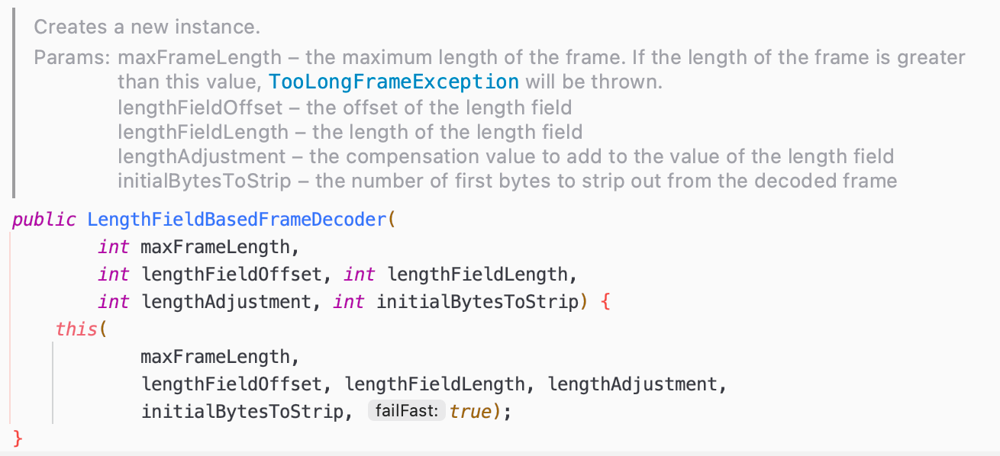 Creates a new instance.
Params: maxFrameLength – the maximum length of the frame. If the length of the frame is greater
than this value, TooLongFrameException will be thrown.
lengthFieldOffset – the offset of the length field
lengthFieldLength – the length of the length field
lengthAdjustment – the compensation value to add to the value of the length field
initialBytesToStrip – the number of first bytes to strip out from the decoded frame
public LengthFieldBasedFrameDecoder(
int maxFrameLength,
int lengthFieldOffset, int lengthFieldLength,
int lengthAdjustment, int initialBytesToStrip) {
this(
maxFrameLength,
lengthFieldOffset, lengthFieldLength, lengthAdjustment,
initialBytesToStrip, failFast: true);
}